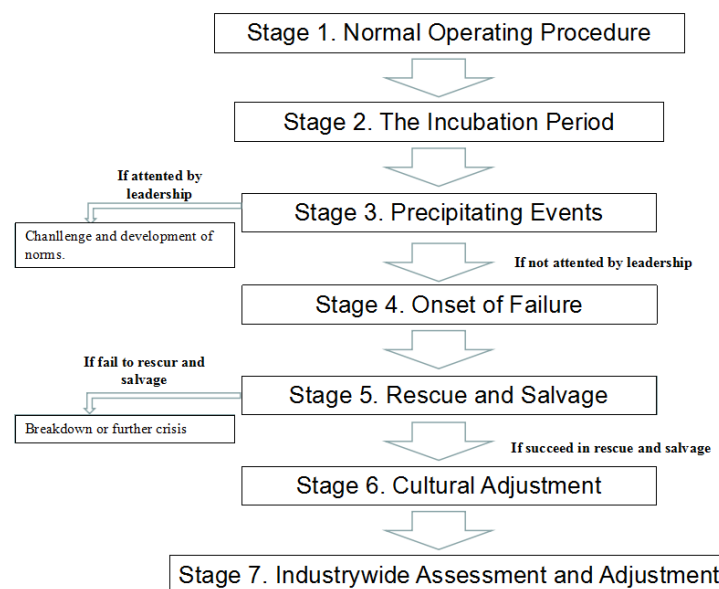 Stage 1. Normal Operating Procedure
Stage 2. The Incubation Period
If attented by
leadership
Stage 3. Precipitating Events
Chanllenge and development of
norms.
If not attented by leadership
Stage 4. Onset of Failure
If fail to rescur and
salvage
Stage 5. Rescue and Salvage
Breakdown or further crisis
If succeed in rescue and salvage
Stage 6. Cultural Adjustment
Stage 7. Industrywide Assessment and Adjustment